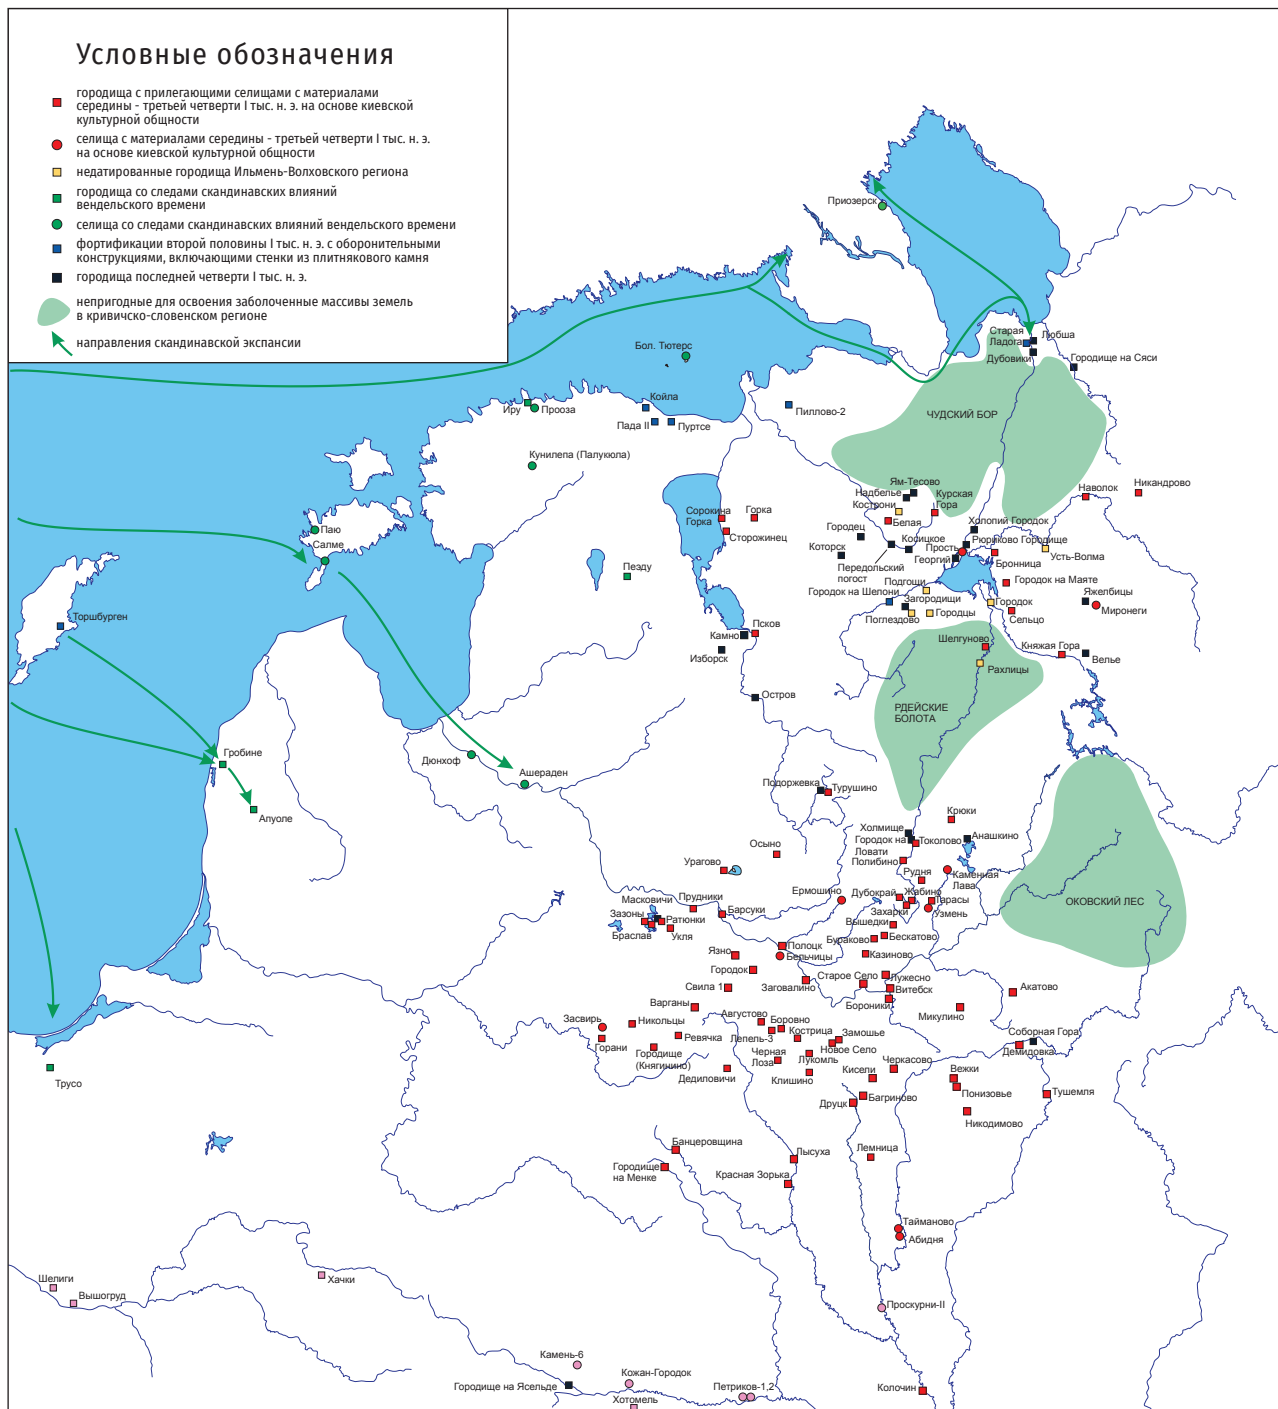 Условные обозначения
городища с прилегающими селищами с материалами
середины - третьей четверти I тыс. н. э. на основе киевской
культурной общности
селища с материалами середины - третьей четверти I тыс. н. э.
на основе киевской культурной общности
недатированные городища Ильмень-Волховского региона
городища со следами скандинавских влияний
вендельского времени
селища со следами скандинавских влияний вендельского времени
фортификации второй половины I тыс. н. э. с оборонительными
конструкциями, включающими стенки из плитнякового камня
городища последней четверти I тыс. н. э.
непригодные для освоения заболоченные массивы земель
в кривичско-словенском регионе
направления скандинавской экспансии
Приозерск
Старая
Ладога
Любша
Дубовики
Городище на Сяси
Бол. Тютерс
Иру
Прооза
Койла
Пада II
Пуртсе
Пиллово-2
ЧУДСКИЙ БОР
Кунилепа (Палукюла)
Ям-Тесово
Надбелье
Кострони
Курская
Гора
Белая
Наволок
Никандрово
Сорокина
Горка
Горка
Сторожинец
Городец
Которск
Косицкое
Передольский
погост
Холопий Городок
Рюриково Городище
Прость
Георгий
Бронница
Усть-Волма
Паю
Салме
Пеэду
Подгощи
Городок на Маяте
Городок на Шелони
Загородищи
Городок
Яжелбицы
Миронеги
Поглездово
Городцы
Сельцо
Торшбурген
Псков
Камно
Изборск
Шелгуново
Княжая Гора
Велье
Рахлицы
Остров
РДЕЙСКИЕ
БОЛОТА
Гробине
Дюнхоф
Ашераден
Апуоле
Подоржевка
Турушино
Крюки
Холмище
Городок на
Ловати
Токолово
Анашкино
Осыно
Полибино
Урагово
Рудня
Каменная
Лава
Ермошино
Дубокрай
Жабино
Тарасы
ОКОВСКИЙ ЛЕС
Масковичи
Прудники
Зазоны
Ратюнки
Барсуки
Захарки
Узмень
Вышедки
Браслав
Укля
Бураково
Бескатово
Язно
Полоцк
Бельчицы
Казиново
Городок
Старое Село
Лужесно
Свила 1
Заговалино
Витебск
Акатово
Варганы
Бороники
Микулино
Засвирь
Никольцы
Августово
Боровно
Соборная Гора
Ревячка
Лепель-3
Кострица
Замошье
Горани
Городище
(Княгинино)
Черная
Лоза
Новое Село
Лукомль
Демидовка
Черкасово
Дедиловичи
Клишино
Кисели
Вежки
Трусо
Друцк
Багриново
Понизовье
Тушемля
Никодимово
Банцеровщина
Городище
на Менке
Лысуха
Лемница
Красная Зорька
Тайманово
Абидня
Шелиги
Вышогруд
Хачки
Проскурни-II
Камень-6
Городище на Ясельде
Кожан-Городок
Петриков-1,2
Колочин
Хотомель